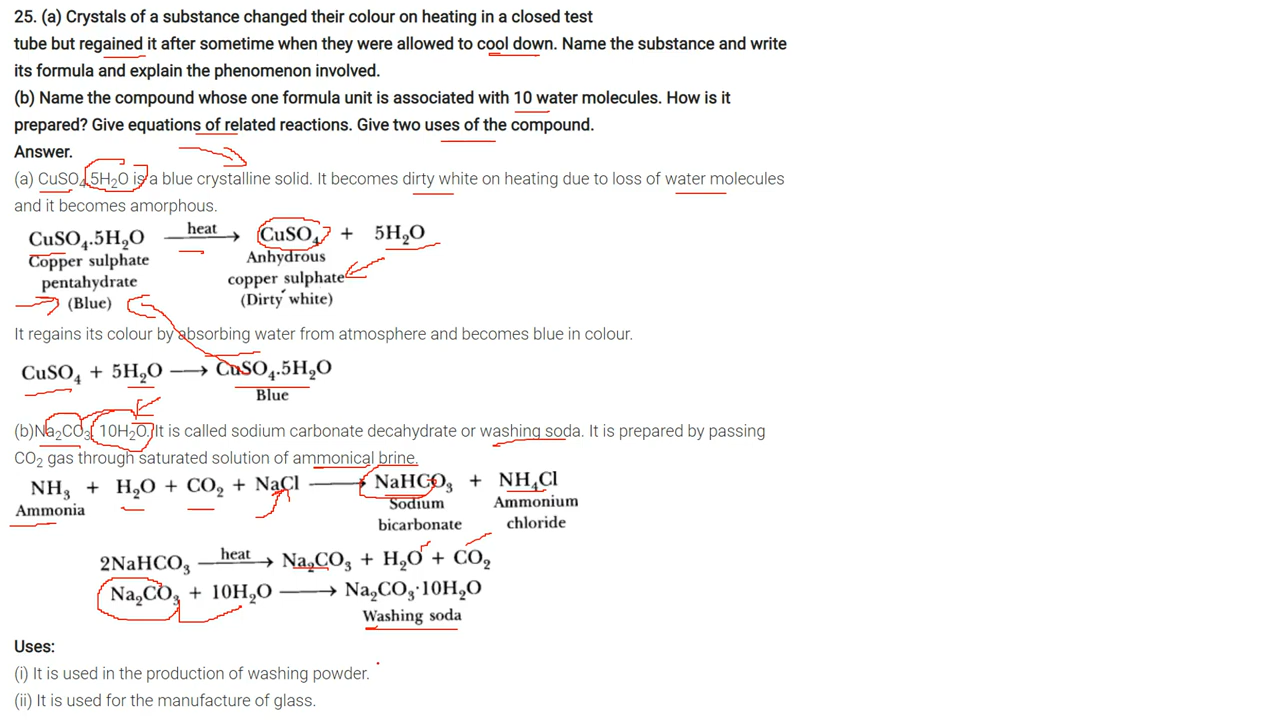 25. (a) Crystals of a substance changed their colour on heating in a closed test
tube but regained it after sometime when they were allowed to cool down. Name the substance and write
its formula and explain the phenomenon involved.
(b) Name the compound whose one formula unit is associated with 10 water molecules. How is it
prepared? Give equations of related reactions. Give two uses of the compound.
Answer.
(a) CuSO₄.5H₂O is a blue crystalline solid. It becomes dirty white on heating due to loss of water molecules
and it becomes amorphous.
CuSO₄.5H₂O heat → CuSO₄ + 5H₂O
Copper sulphate Anhydrous
pentahydrate copper sulphate
(Blue) (Dirty white)
It regains its colour by absorbing water from atmosphere and becomes blue in colour.
CuSO₄ + 5H₂O → CuSO₄.5H₂O
Blue
(b)Na₂CO₃. 10H₂O. It is called sodium carbonate decahydrate or washing soda. It is prepared by passing
CO₂ gas through saturated solution of ammonical brine.
NH₃ + H₂O + CO₂ + NaCl → NaHCO₃ + NH₄Cl
Ammonia Sodium Ammonium
bicarbonate chloride
2NaHCO₃ heat → Na₂CO₃ + H₂O + CO₂
Na₂CO₃ + 10H₂O → Na₂CO₃·10H₂O
Washing soda
Uses:
(i) It is used in the production of washing powder.
(ii) It is used for the manufacture of glass.